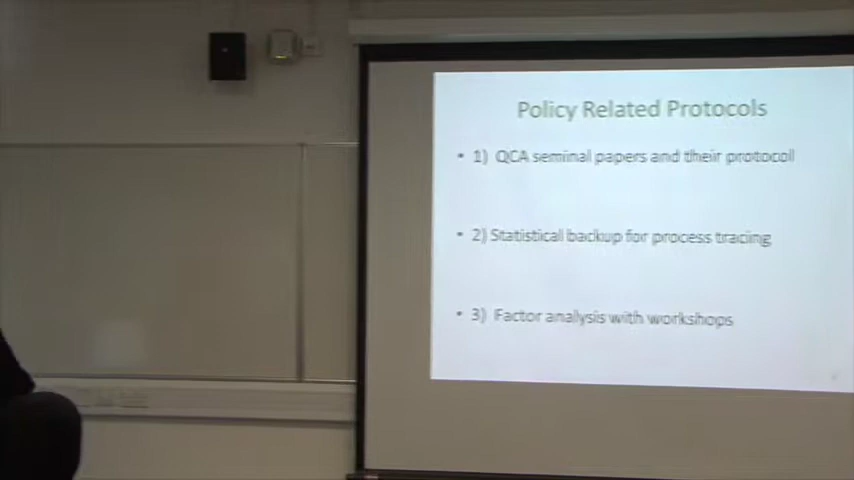 Policy Related Protocols
• 1) QCA seminal papers and their protocol
• 2) Statistical backup for process tracing
• 3) Factor analysis with workshops